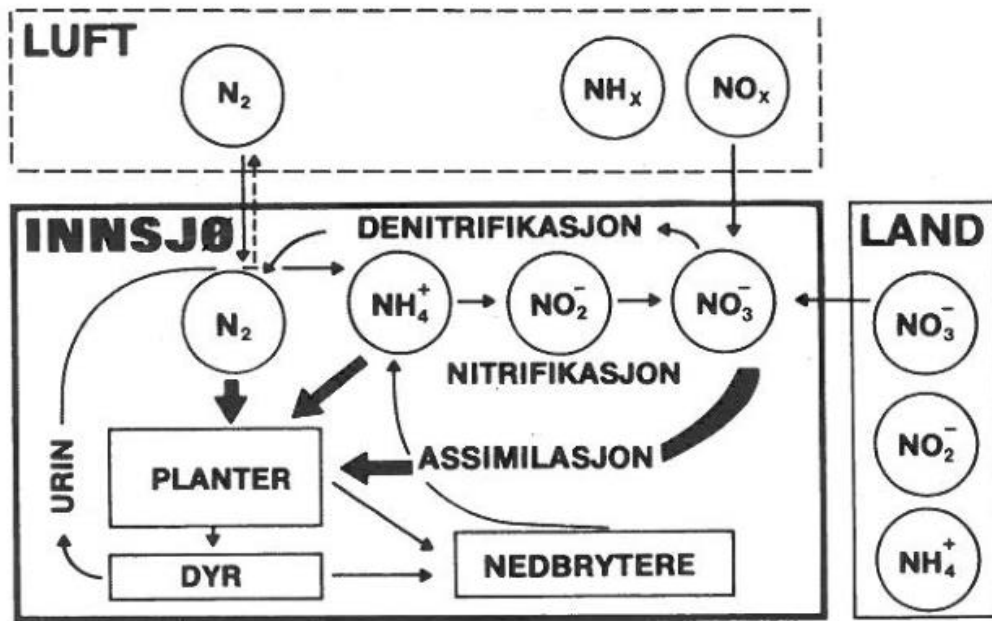 LUFT
N₂
NHₓ
NOₓ
INNSJØ
DENITRIFIKASJON
LAND
N₂
NH₄⁺
NO₂⁻
NO₃⁻
NO₃⁻
NITRIFIKASJON
URIN
ASSIMILASJON
PLANTER
NO₂⁻
DYR
NEDBRYTERE
NH₄⁺